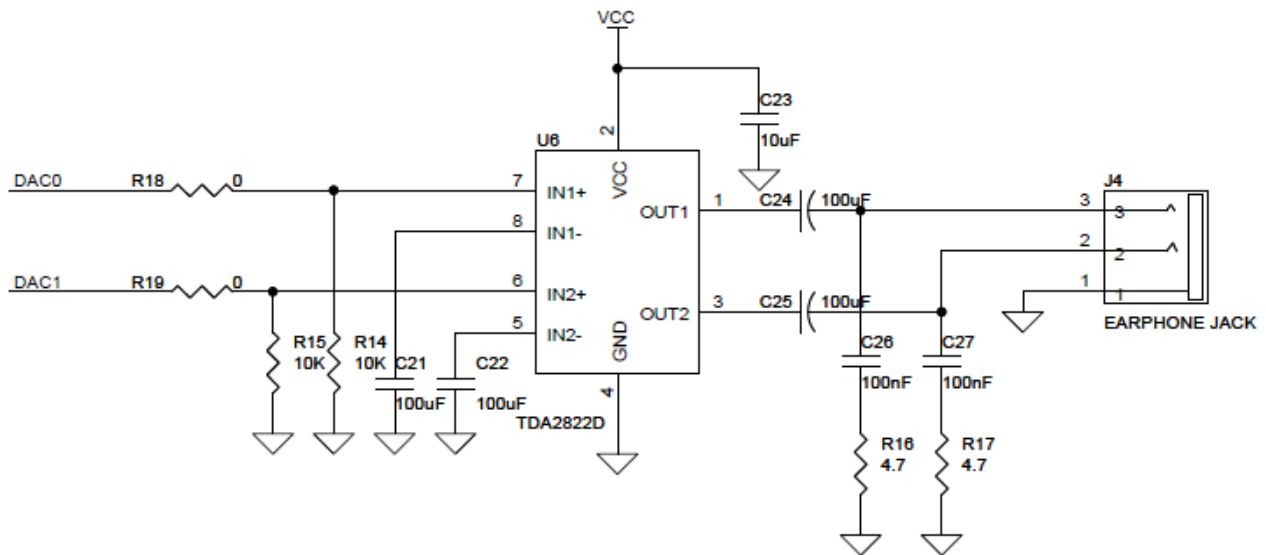 VCC
C23
10uF
2
U6
DAC0
R18
0
7
IN1+
VCC
J4
OUT1
1
C24
100uF
3
3
8
IN1-
2
2
DAC1
R19
0
6
IN2+
OUT2
3
C25
100uF
1
1
5
IN2-
GND
EARPHONE JACK
R15
10K
R14
10K
C21
100uF
C22
100uF
4
TDA2822D
C26
100nF
C27
100nF
R16
4.7
R17
4.7